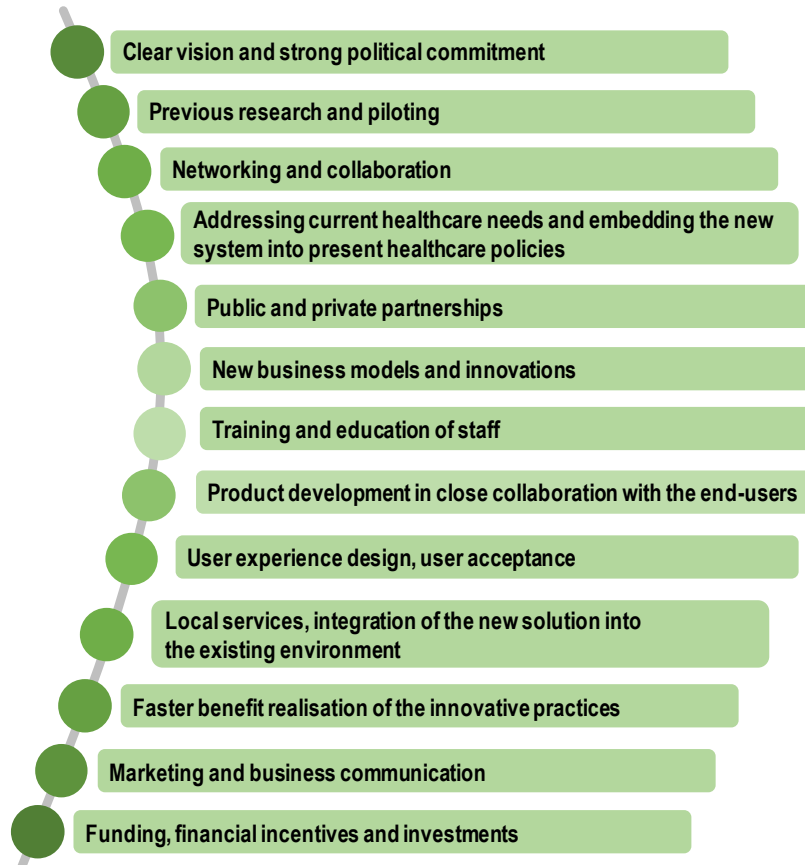 Clear vision and strong political commitment
Previous research and piloting
Networking and collaboration
Addressing current healthcare needs and embedding the new
system into present healthcare policies
Public and private partnerships
New business models and innovations
Training and education of staff
Product development in close collaboration with the end-users
User experience design, user acceptance
Local services, integration of the new solution into
the existing environment
Faster benefit realisation of the innovative practices
Marketing and business communication
Funding, financial incentives and investments